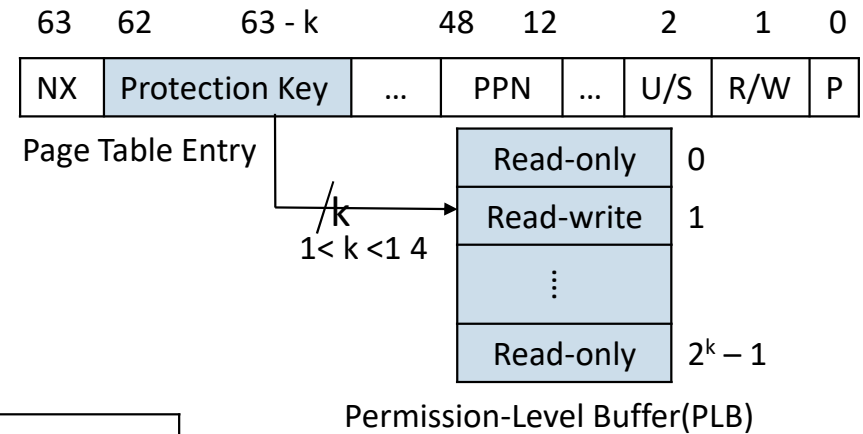 63 62 63 - k 48 12 2 1 0
NX Protection Key ... PPN ... U/S R/W P
Page Table Entry
Read-only 0
k
Read-write 1
1< k <1 4
⋮
Read-only 2ᵏ – 1
Permission-Level Buffer(PLB)